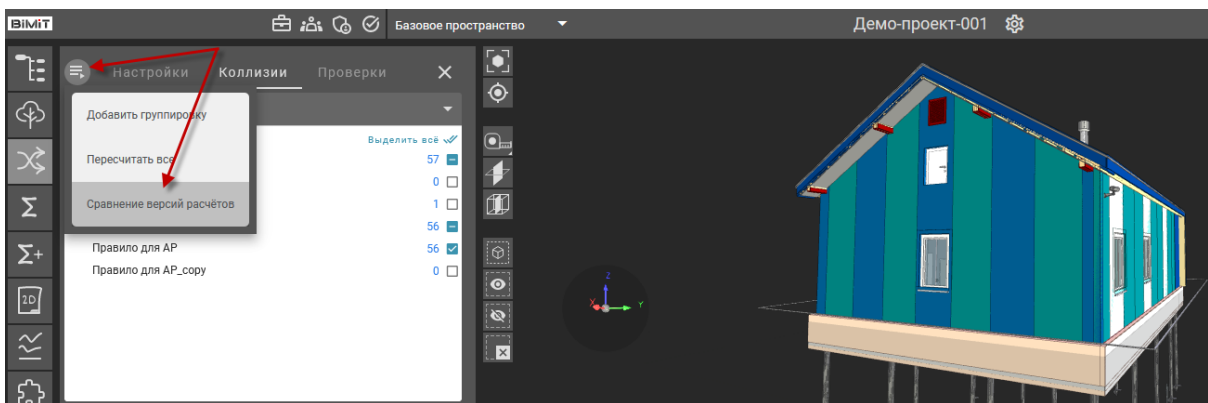 BIMIT
Базовое пространство
Демо-проект-001
Настройки Коллизии Проверки
Добавить группировку
Выделить всё
Пересчитать все
57
0
Сравнение версий расчётов
1
56
Правило для АР
56
Правило для АР_copy
0
Σ
Σ+
2D
Z
X
Y